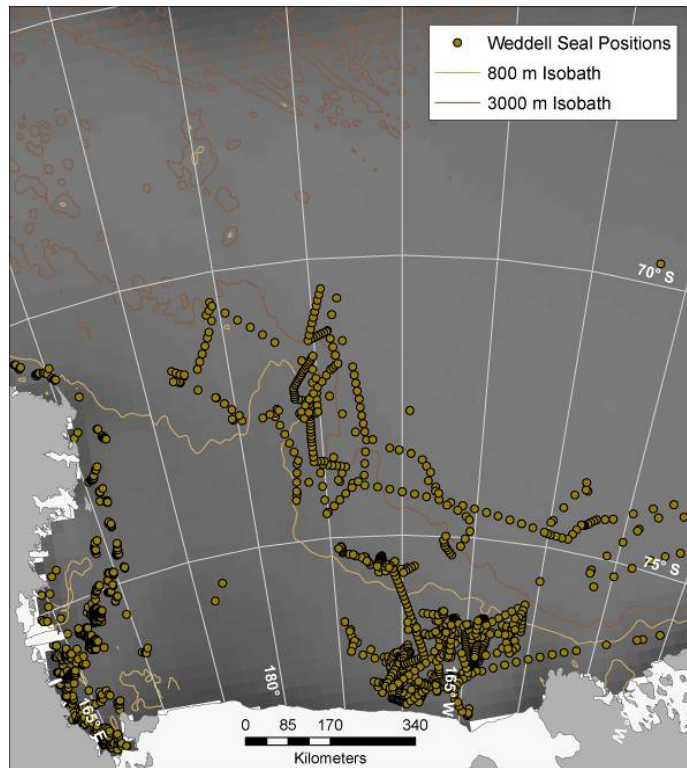 Weddell Seal Positions
800 m Isobath
3000 m Isobath
70° S
75° S
180°
165° W
165° E
° W
0 85 170 340
Kilometers